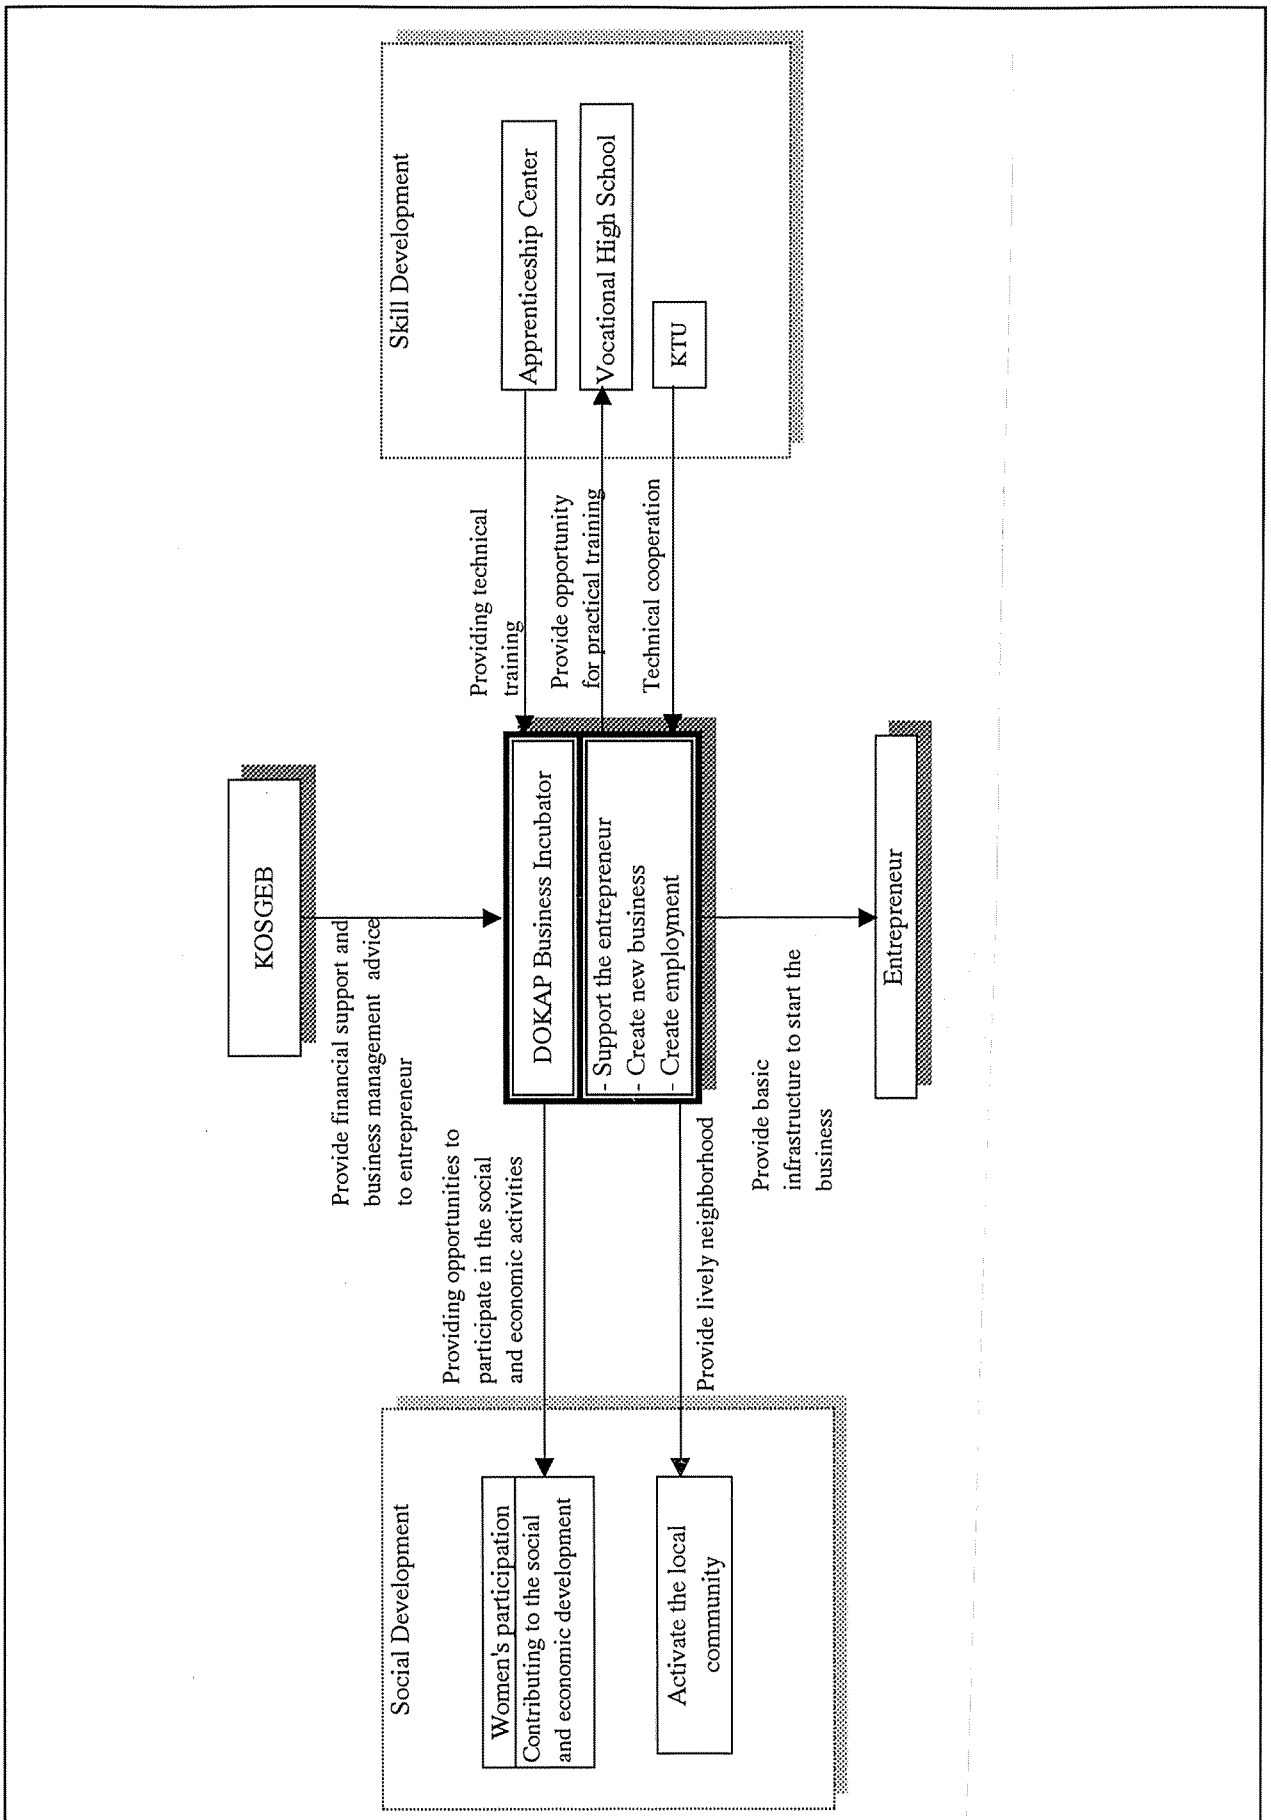 KOSGEB
Provide financial support and
business management advice
to entrepreneur
Social Development
Women's participation
Contributing to the social
and economic development
Activate the local
community
Providing opportunities to
participate in the social
and economic activities
Provide lively neighborhood
DOKAP Business Incubator
- Support the entrepreneur
- Create new business
- Create employment
Provide basic
infrastructure to start the
business
Entrepreneur
Providing technical
training
Provide opportunity
for practical training
Technical cooperation
Skill Development
Apprenticeship Center
Vocational High School
KTU